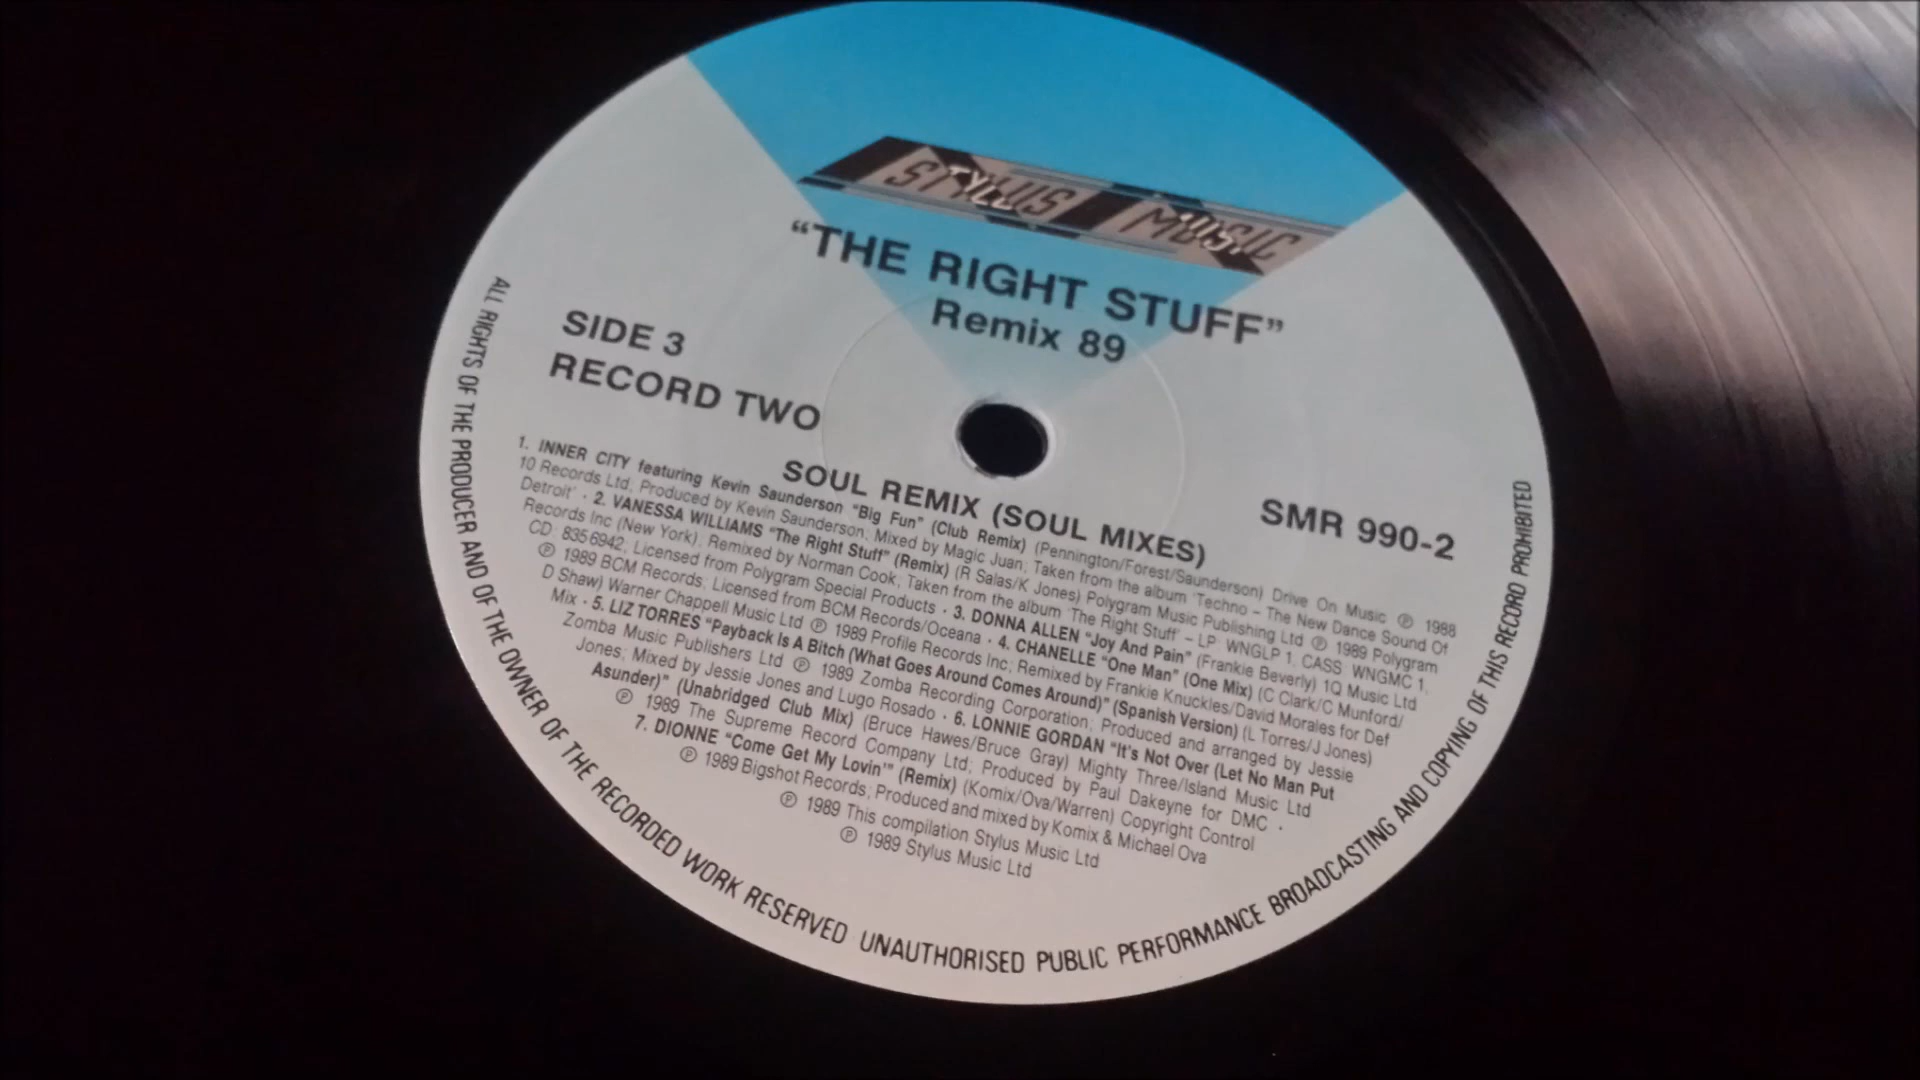 STYLUS MUSIC
“THE RIGHT STUFF”
Remix 89
SIDE 3
RECORD TWO
SMR 990-2
SOUL REMIX (SOUL MIXES)
1. INNER CITY featuring Kevin Saunderson “Big Fun” (Club Remix) (Pennington/Forest/Saunderson) Drive On Music ℗ 1988
10 Records Ltd; Produced by Kevin Saunderson; Mixed by Magic Juan; Taken from the album ‘Techno – The New Dance Sound Of
Detroit’ · 2. VANESSA WILLIAMS “The Right Stuff” (Remix) (R Salas/K Jones) Polygram Music Publishing Ltd ℗ 1989 Polygram
Records Inc (New York). Remixed by Norman Cook; Taken from the album ‘The Right Stuff’ – LP: WNGLP 1, CASS: WNGMC 1,
CD: 835 6942; Licensed from Polygram Special Products · 3. DONNA ALLEN “Joy And Pain” (Frankie Beverly) 1Q Music Ltd
℗ 1989 BCM Records; Licensed from BCM Records/Oceana · 4. CHANELLE “One Man” (One Mix) (C Clark/C Munford/
D Shaw) Warner Chappell Music Ltd ℗ 1989 Profile Records Inc; Remixed by Frankie Knuckles/David Morales for Def
Mix · 5. LIZ TORRES “Payback Is A Bitch (What Goes Around Comes Around)” (Spanish Version) (L Torres/J Jones)
Zomba Music Publishers Ltd ℗ 1989 Zomba Recording Corporation; Produced and arranged by Jessie
Jones; Mixed by Jessie Jones and Lugo Rosado · 6. LONNIE GORDAN “It’s Not Over (Let No Man Put
Asunder)” (Unabridged Club Mix) (Bruce Hawes/Bruce Gray) Mighty Three/Island Music Ltd
℗ 1989 The Supreme Record Company Ltd; Produced by Paul Dakeyne for DMC ·
7. DIONNE “Come Get My Lovin’” (Remix) (Komix/Ova/Warren) Copyright Control
℗ 1989 Bigshot Records; Produced and mixed by Komix & Michael Ova
℗ 1989 This compilation Stylus Music Ltd
℗ 1989 Stylus Music Ltd
ALL RIGHTS OF THE PRODUCER AND OF THE OWNER OF THE RECORDED WORK RESERVED UNAUTHORISED PUBLIC PERFORMANCE BROADCASTING AND COPYING OF THIS RECORD PROHIBITED